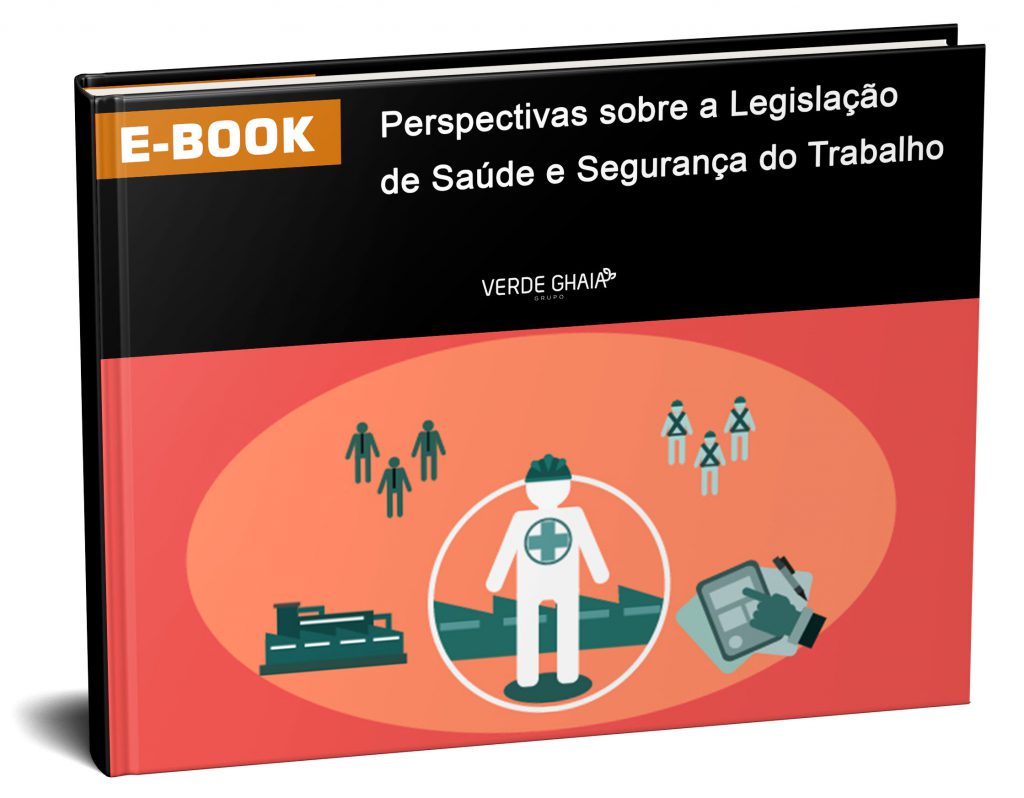 E-BOOK
Perspectivas sobre a Legislação
de Saúde e Segurança do Trabalho
VERDE GHAIA
GRUPO